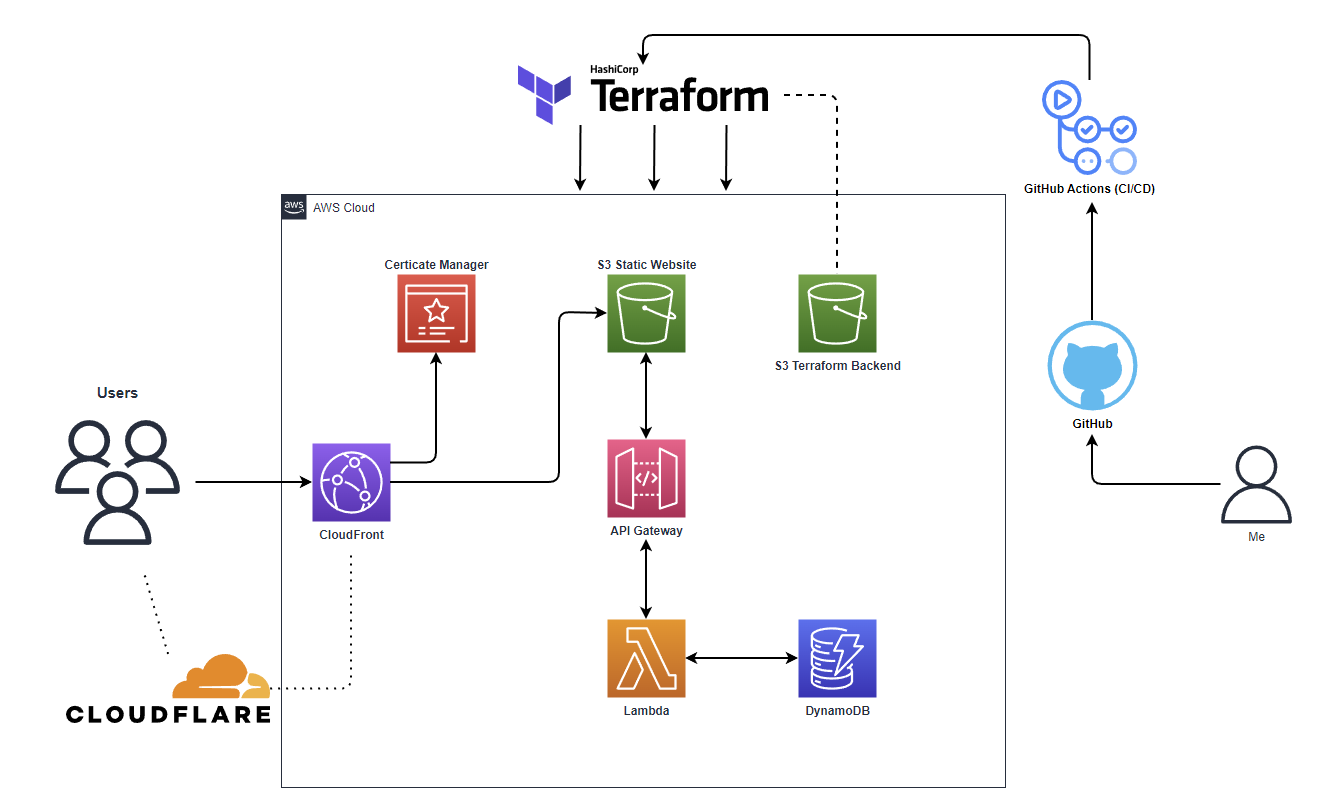 HashiCorp
Terraform
GitHub Actions (CI/CD)
aws
AWS Cloud
Certicate Manager
S3 Static Website
S3 Terraform Backend
Users
GitHub
CloudFront
</>
API Gateway
Me
Lambda
DynamoDB
CLOUDFLARE